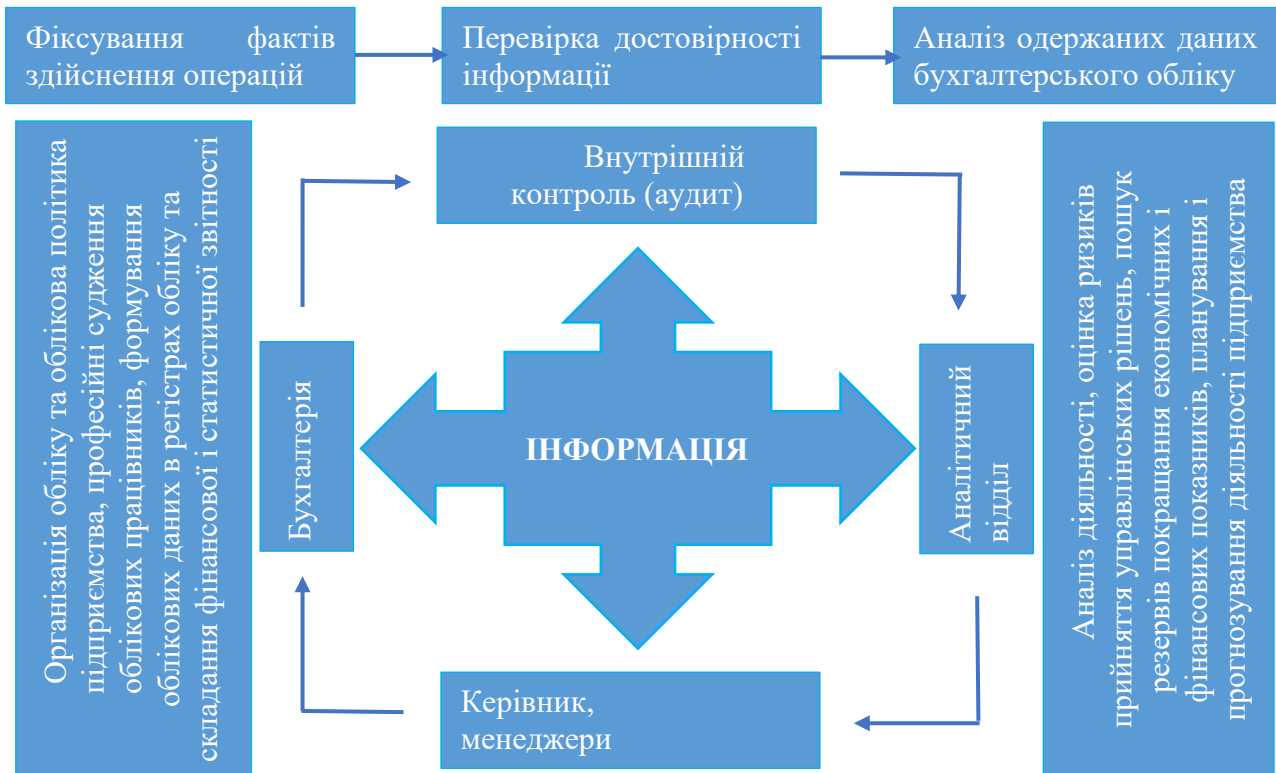 Фіксування фактів
здійснення операцій
Перевірка достовірності
інформації
Аналіз одержаних даних
бухгалтерського обліку
Організація обліку та облікова політика
підприємства, професійні судження
облікових працівників, формування
облікових даних в регістрах обліку та
складання фінансової і статистичної звітності
Внутрішній
контроль (аудит)
Бухгалтерія
ІНФОРМАЦІЯ
Аналітичний
відділ
Керівник,
менеджери
Аналіз діяльності, оцінка ризиків
прийняття управлінських рішень, пошук
резервів покращання економічних і
фінансових показників, планування і
прогнозування діяльності підприємства